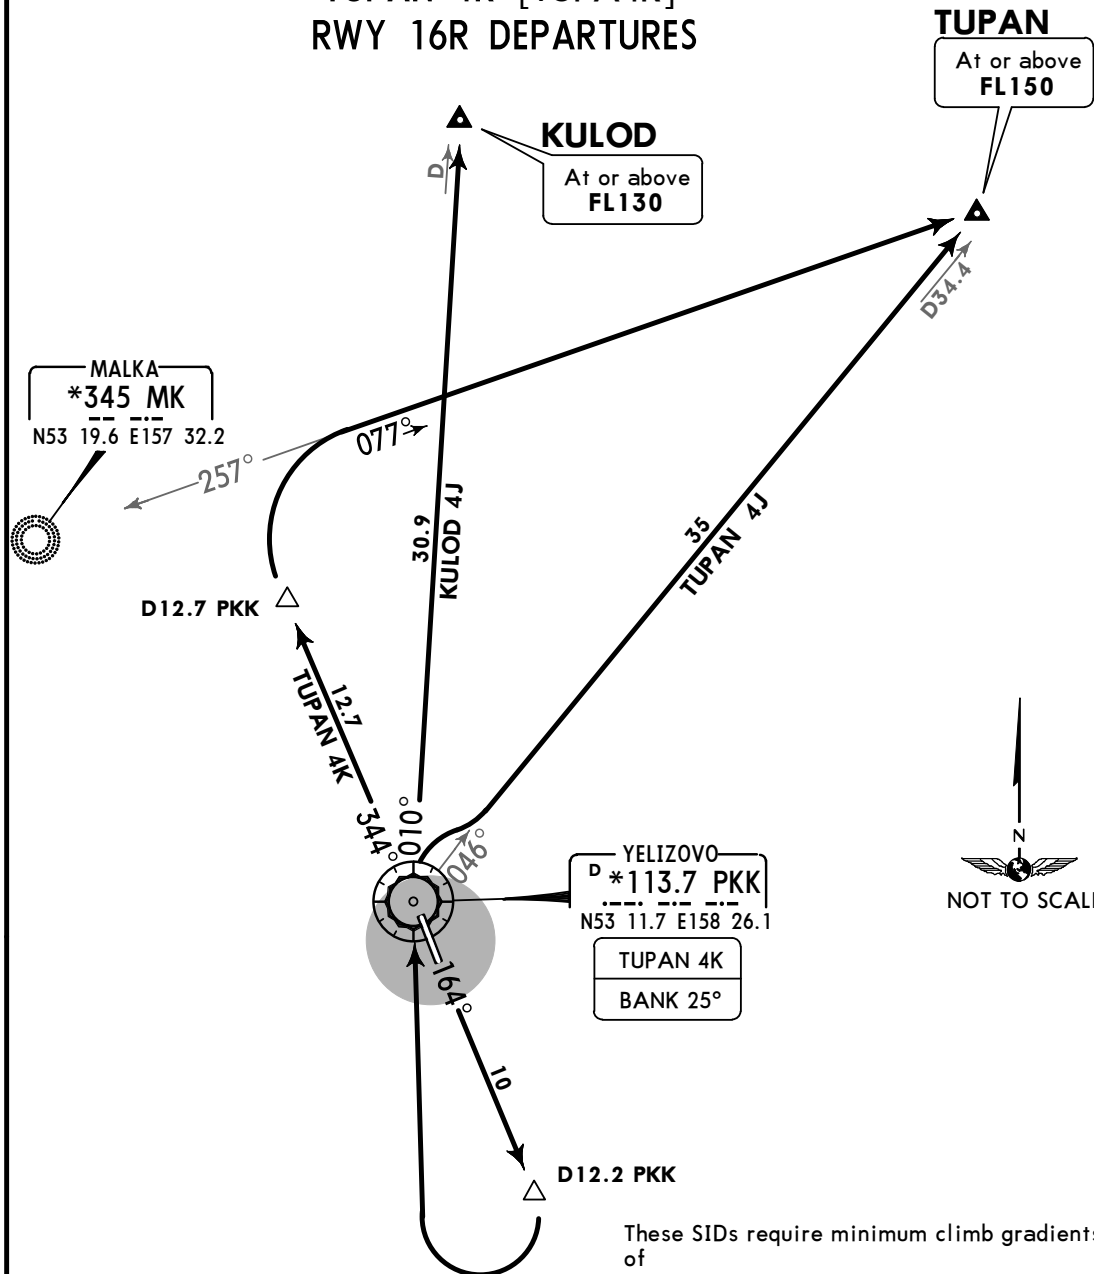 RWY 16R DEPARTURES
TUPAN
At or above
FL150
KULOD
At or above
FL130
D
D34.4
MALKA
*345 MK
N53 19.6 E157 32.2
257°
077°
30.9
KULOD 4J
35
TUPAN 4J
D12.7 PKK
12.7
TUPAN 4K
344°
010°
046°
YELIZOVO
D *113.7 PKK
N53 11.7 E158 26.1
TUPAN 4K
BANK 25°
N
NOT TO SCALE
164°
10
D12.2 PKK
These SIDs require minimum climb gradients
of